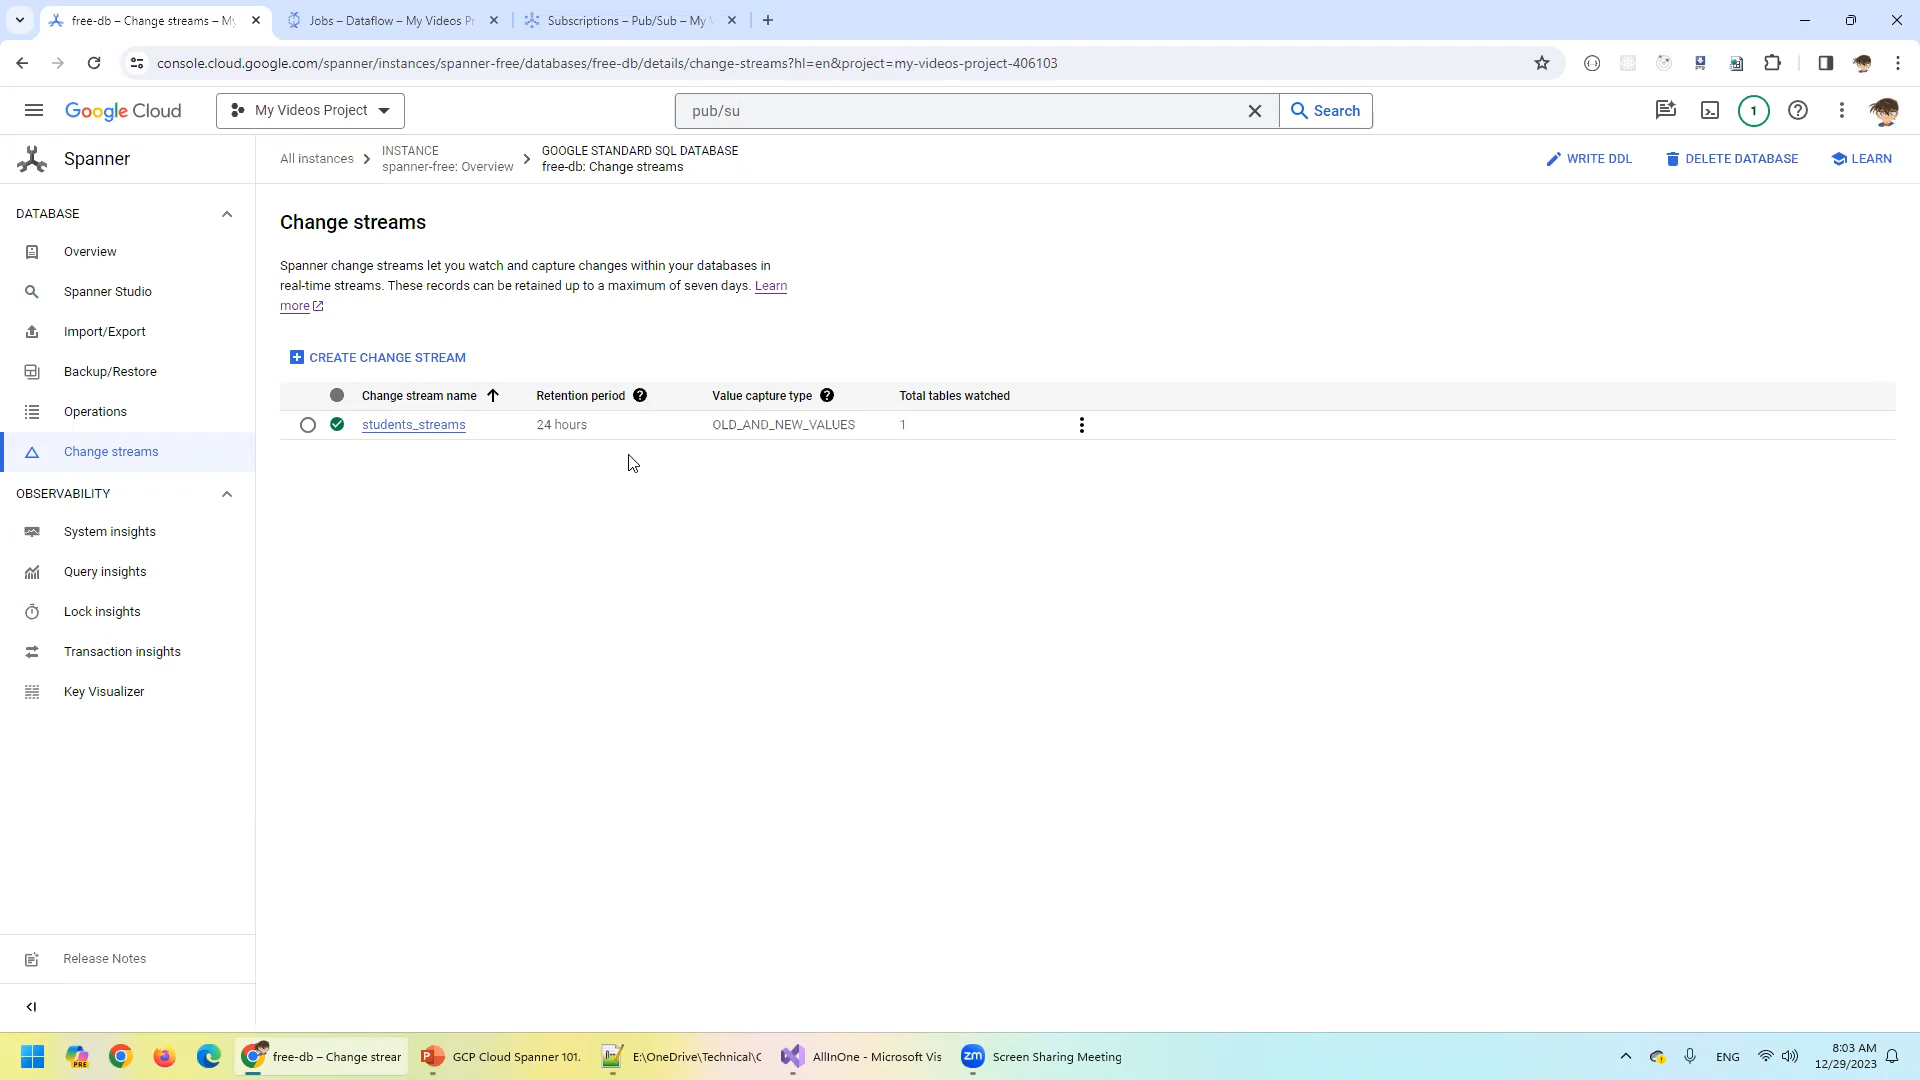 free-db – Change streams – My
Jobs – Dataflow – My Videos Pr
Subscriptions – Pub/Sub – My
console.cloud.google.com/spanner/instances/spanner-free/databases/free-db/details/change-streams?hl=en&project=my-videos-project-406103
Google Cloud
My Videos Project
pub/su
Search
1
Spanner
All instances
INSTANCE
spanner-free: Overview
GOOGLE STANDARD SQL DATABASE
free-db: Change streams
WRITE DDL
DELETE DATABASE
LEARN
DATABASE
Overview
Spanner Studio
Import/Export
Backup/Restore
Operations
Change streams
OBSERVABILITY
System insights
Query insights
Lock insights
Transaction insights
Key Visualizer
Release Notes
Change streams
Spanner change streams let you watch and capture changes within your databases in
real-time streams. These records can be retained up to a maximum of seven days. Learn
more
CREATE CHANGE STREAM
Change stream name Retention period Value capture type Total tables watched
students_streams 24 hours OLD_AND_NEW_VALUES 1
PRE
free-db – Change strear
GCP Cloud Spanner 101.
E:\OneDrive\Technical\C
AllInOne - Microsoft Vis
zm
Screen Sharing Meeting
ENG
8:03 AM
12/29/2023